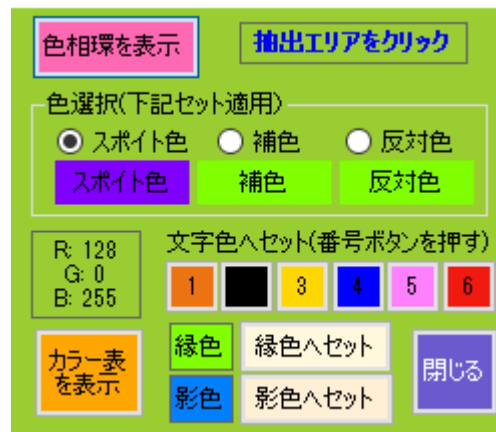 色相環を表示
抽出エリアをクリック
色選択(下記セット適用)
スポイト色
補色
反対色
スポイト色
補色
反対色
R: 128
G: 0
B: 255
文字色へセット(番号ボタンを押す)
1
3
4
5
6
カラー表
を表示
縁色
縁色へセット
影色
影色へセット
閉じる